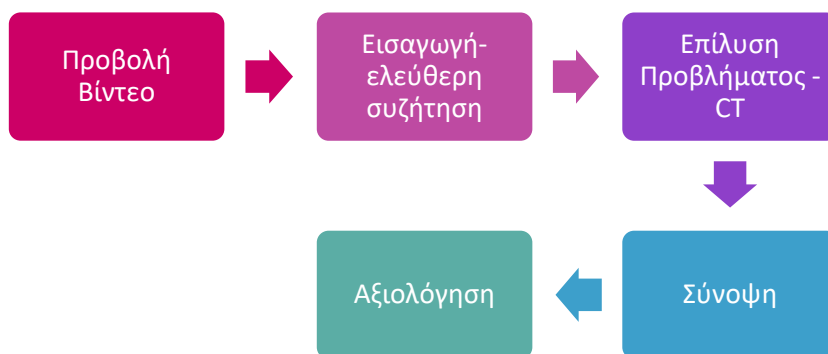 Προβολή
Βίντεο
Εισαγωγή-
ελεύθερη
συζήτηση
Επίλυση
Προβλήματος -
CT
Σύνοψη
Αξιολόγηση